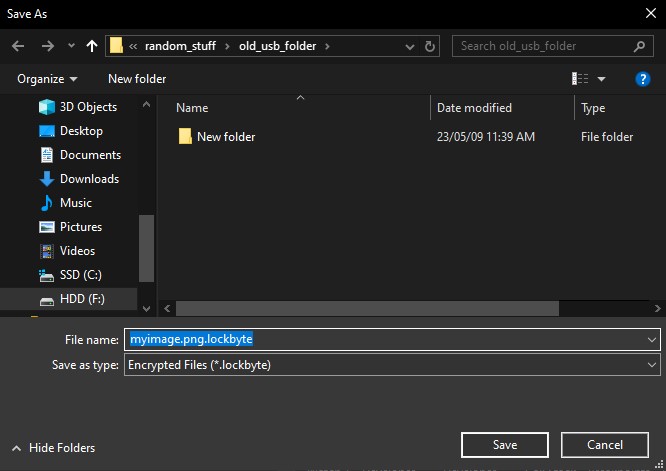 Save As
« random_stuff > old_usb_folder >
Search old_usb_folder
Organize
New folder
?
Name
Date modified
Type
3D Objects
Desktop
Documents
Downloads
Music
Pictures
Videos
SSD (C:)
HDD (F:)
New folder
23/05/09 11:39 AM
File folder
File name:
myimage.png.lockbyte
Save as type:
Encrypted Files (*.lockbyte)
Hide Folders
Save
Cancel